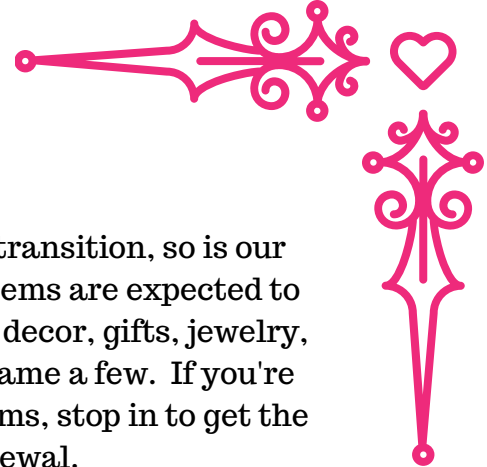 transition, so is our
ems are expected to
decor, gifts, jewelry,
ame a few. If you're
ms, stop in to get the
ewal.